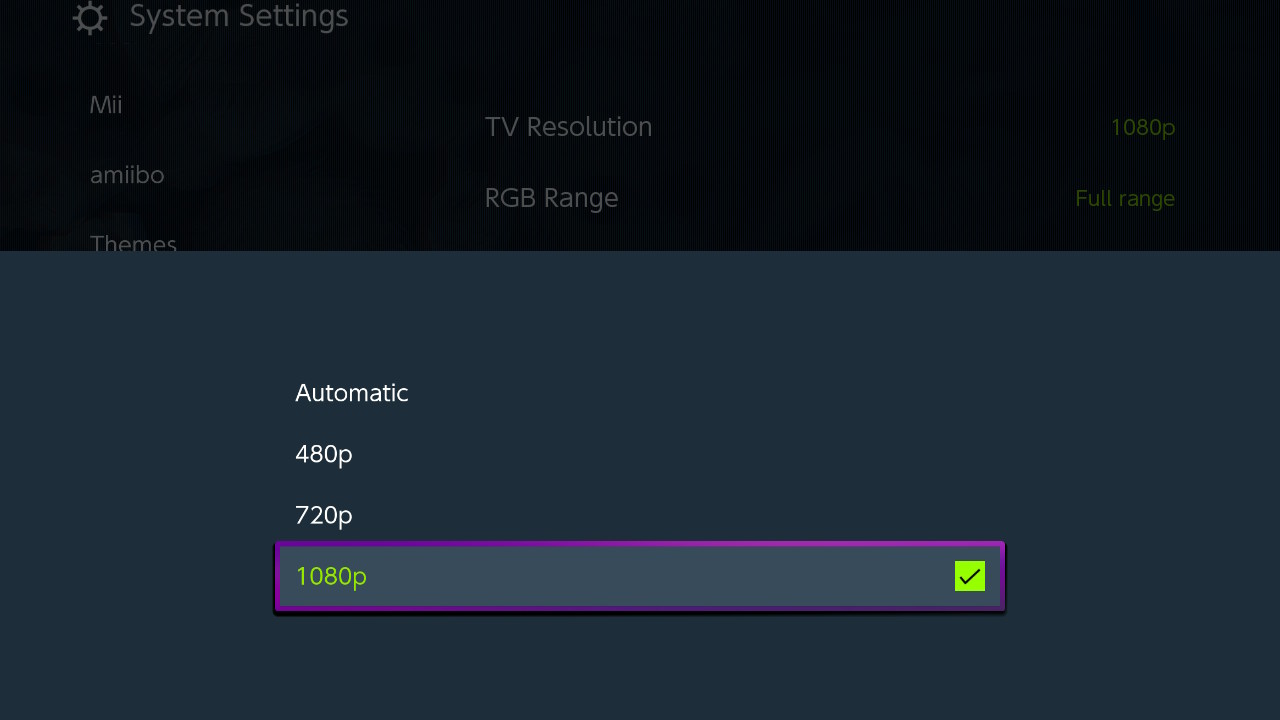 System Settings
Mii
amiibo
Themes
TV Resolution 1080p
RGB Range Full range
Automatic
480p
720p
1080p